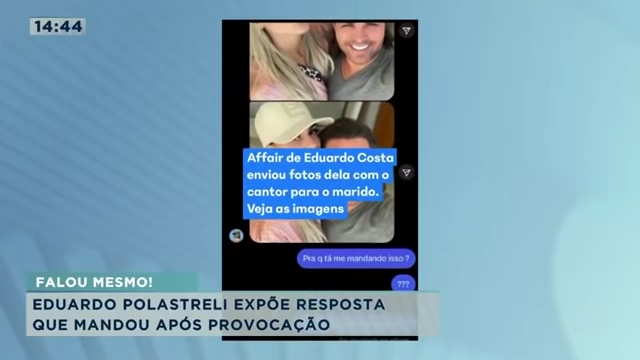 14:44
Affair de Eduardo Costa
enviou fotos dela com o
cantor para o marido.
Veja as imagens
Pra q tá me mandando isso ?
???
FALOU MESMO!
EDUARDO POLASTRELI EXPÕE RESPOSTA
QUE MANDOU APÓS PROVOCAÇÃO